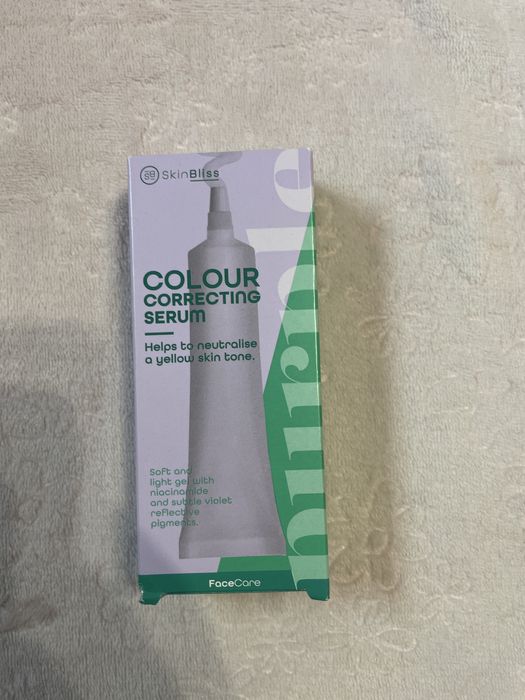 SkinBliss
COLOUR
CORRECTING
SERUM
Helps to neutralise
a yellow skin tone.
Soft and
light gel with
niacinamide
and subtle violet
reflective
pigments.
purple
FaceCare